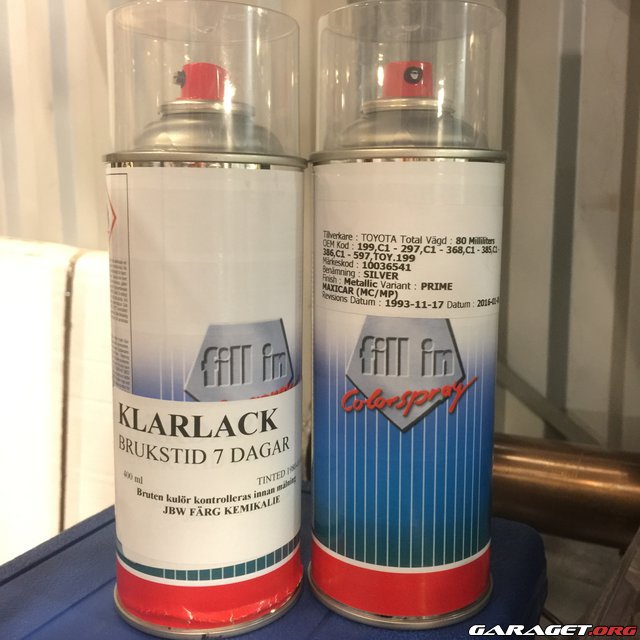 fill in
KLARLACK
BRUKSTID 7 DAGAR
400 ml
TINTED
Bruten kulör kontrolleras innan målning
JBW FÄRG KEMIKALIE
Tillverkare : TOYOTA Total Vägd : 80 Milliliters
OEM Kod : 199,C1 - 297,C1 - 368,C1 - 385,C1 -
386,C1 - 597,TOY.199
Märkeskod : 10036541
Benämning : SILVER
Finish : Metallic Variant : PRIME
MAXICAR (MC/MP)
Revisions Datum : 1993-11-17 Datum : 2016-01-
fill in
Colorspray
GARAGET.ORG